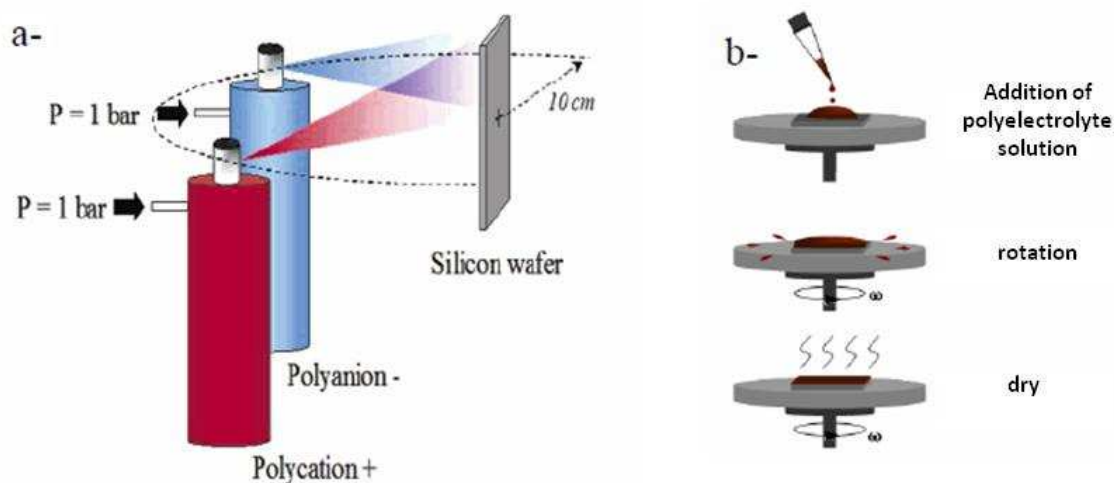 a-
P = 1 bar
P = 1 bar
10 cm
Silicon wafer
Polyanion -
Polycation +
b-
Addition of
polyelectrolyte
solution
rotation
ω
dry
ω